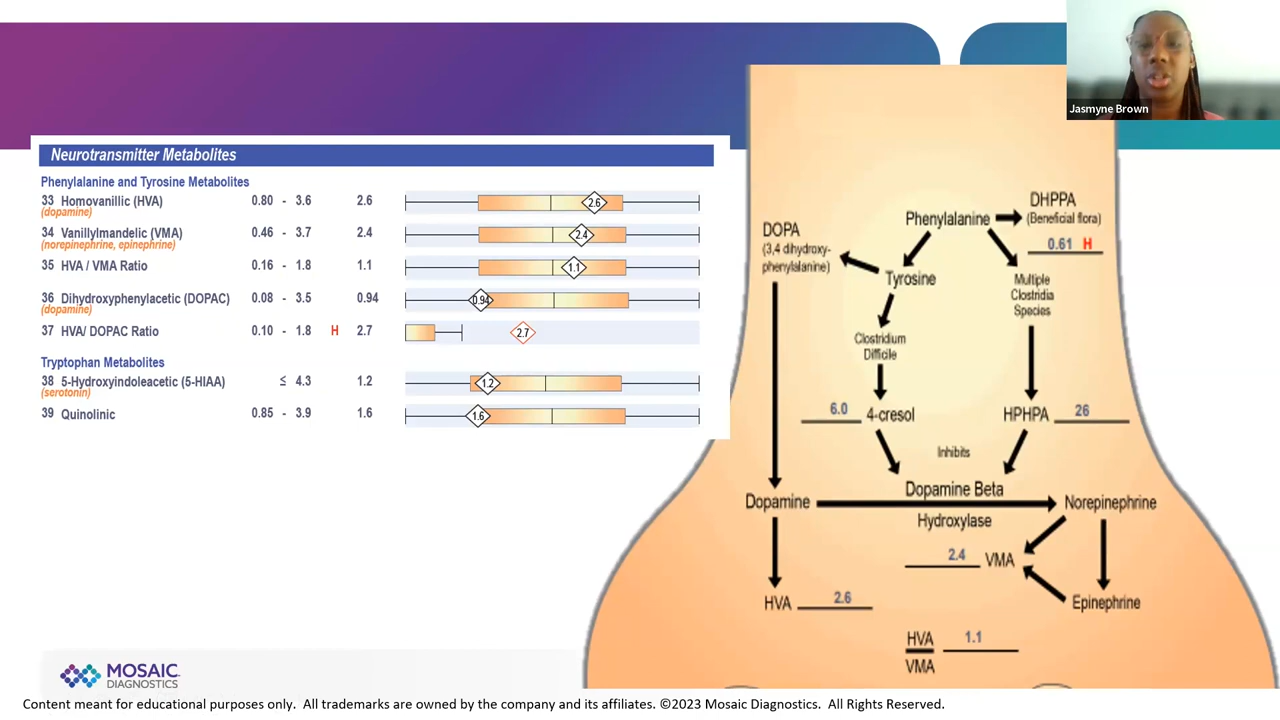 Jasmyne Brown
Neurotransmitter Metabolites
Phenylalanine and Tyrosine Metabolites
33 Homovanillic (HVA) 0.80 - 3.6 2.6 2.6
(dopamine)
34 Vanillylmandelic (VMA) 0.46 - 3.7 2.4 2.4
(norepinephrine, epinephrine)
35 HVA / VMA Ratio 0.16 - 1.8 1.1 1.1
36 Dihydroxyphenylacetic (DOPAC) 0.08 - 3.5 0.94 0.94
(dopamine)
37 HVA/ DOPAC Ratio 0.10 - 1.8 H 2.7 2.7
Tryptophan Metabolites
38 5-Hydroxyindoleacetic (5-HIAA) ≤ 4.3 1.2 1.2
(serotonin)
39 Quinolinic 0.85 - 3.9 1.6 1.6
Phenylalanine
DHPPA
(Beneficial flora)
0.61 H
DOPA
(3,4 dihydroxy-
phenylalanine)
Tyrosine
Multiple
Clostridia
Species
Clostridium
Difficile
6.0 4-cresol
HPHPA 26
Inhibits
Dopamine Beta
Hydroxylase
Dopamine
Norepinephrine
2.4 VMA
HVA 2.6
Epinephrine
HVA
VMA
1.1
MOSAIC
DIAGNOSTICS
Content meant for educational purposes only. All trademarks are owned by the company and its affiliates. ©2023 Mosaic Diagnostics. All Rights Reserved.